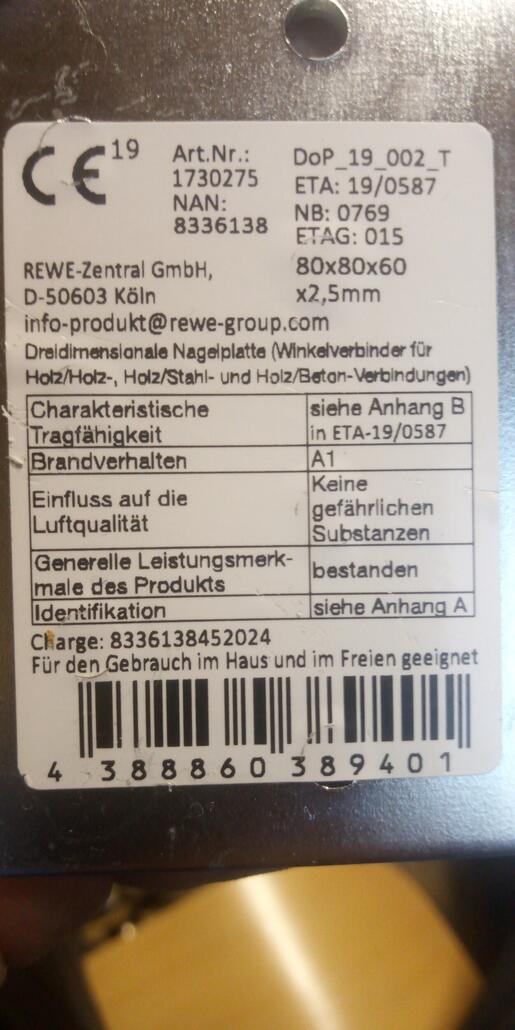 CE 19
Art.Nr.:
1730275
NAN:
8336138
DoP_19_002_T
ETA: 19/0587
NB: 0769
ETAG: 015
80x80x60
x2,5mm
REWE-Zentral GmbH,
D-50603 Köln
info-produkt@rewe-group.com
Dreidimensionale Nagelplatte (Winkelverbinder für
Holz/Holz-, Holz/Stahl- und Holz/Beton-Verbindungen)
Charakteristische
Tragfähigkeit
siehe Anhang B
in ETA-19/0587
Brandverhalten
A1
Einfluss auf die
Luftqualität
Keine
gefährlichen
Substanzen
Generelle Leistungsmerk-
male des Produkts
bestanden
Identifikation
siehe Anhang A
Charge: 8336138452024
Für den Gebrauch im Haus und im Freien geeignet
4 388860 389401